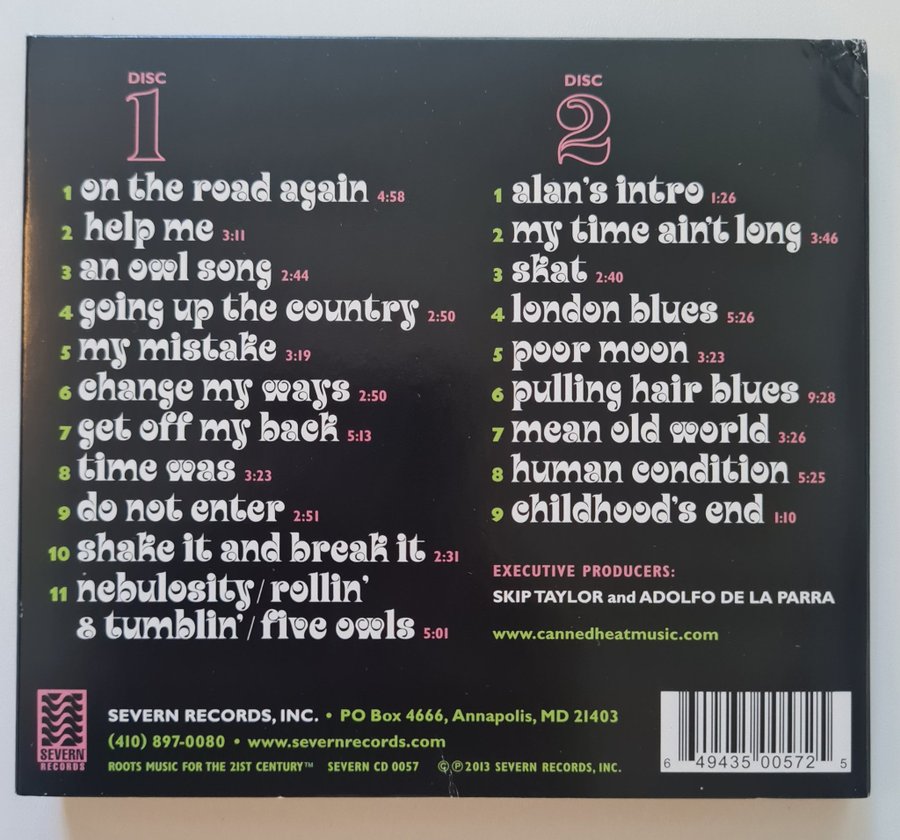 DISC
1
1 on the road again 4:58
2 help me 3:11
3 an owl song 2:44
4 going up the country 2:50
5 my mistake 3:19
6 change my ways 2:50
7 get off my back 5:13
8 time was 3:23
9 do not enter 2:51
10 shake it and break it 2:31
11 nebulosity/rollin'
& tumblin'/five owls 5:01
DISC
2
1 alan's intro 1:26
2 my time ain't long 3:46
3 skat 2:40
4 london blues 5:26
5 poor moon 3:23
6 pulling hair blues 9:28
7 mean old world 3:26
8 human condition 5:25
9 childhood's end 1:10
EXECUTIVE PRODUCERS:
SKIP TAYLOR and ADOLFO DE LA PARRA
www.cannedheatmusic.com
SEVERN
RECORDS
SEVERN RECORDS, INC. • PO Box 4666, Annapolis, MD 21403
(410) 897-0080 • www.severnrecords.com
ROOTS MUSIC FOR THE 21ST CENTURY™ SEVERN CD 0057 ©℗2013 SEVERN RECORDS, INC.
6 49435 00572 5